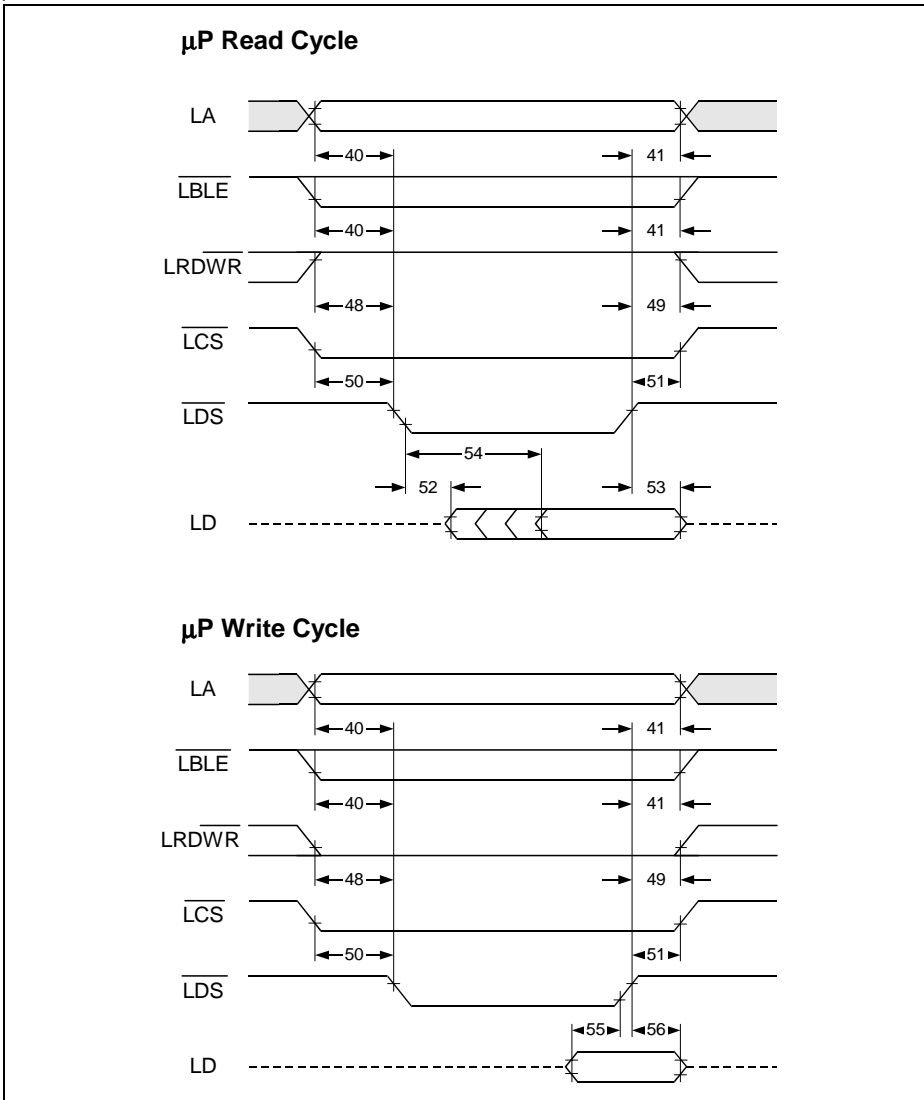 µP Read Cycle
LA
40 41
LBLE
40 41
LRDWR
48 49
LCS
50 51
LDS
54
52 53
LD
µP Write Cycle
LA
40 41
LBLE
40 41
LRDWR
48 49
LCS
50 51
LDS
55 56
LD